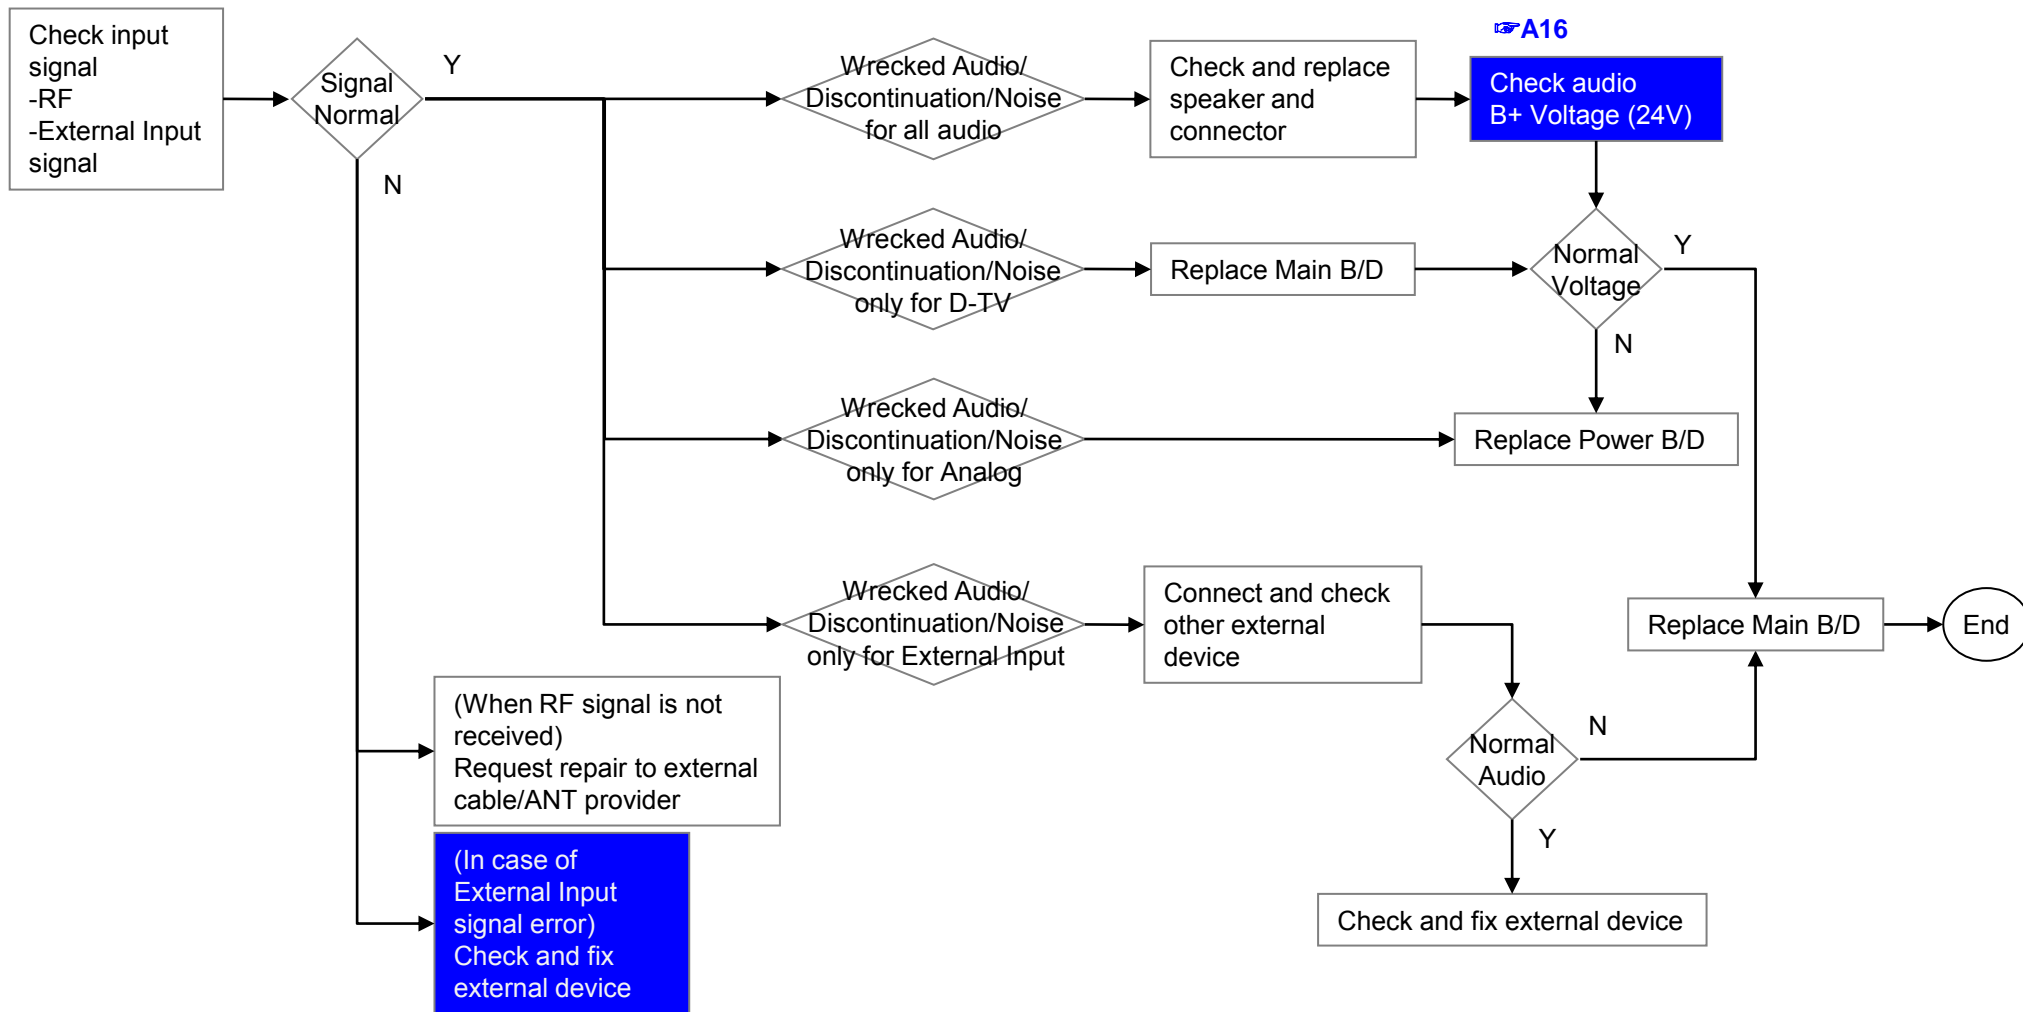 Check input
signal
-RF
-External Input
signal
Signal
Normal
Y
N
Wrecked Audio/
Discontinuation/Noise
for all audio
Check and replace
speaker and
connector
☞A16
Check audio
B+ Voltage (24V)
Wrecked Audio/
Discontinuation/Noise
only for D-TV
Replace Main B/D
Normal
Voltage
Y
N
Wrecked Audio/
Discontinuation/Noise
only for Analog
Replace Power B/D
Wrecked Audio/
Discontinuation/Noise
only for External Input
Connect and check
other external
device
Replace Main B/D
End
Normal
Audio
N
Y
Check and fix external device
(When RF signal is not
received)
Request repair to external
cable/ANT provider
(In case of
External Input
signal error)
Check and fix
external device